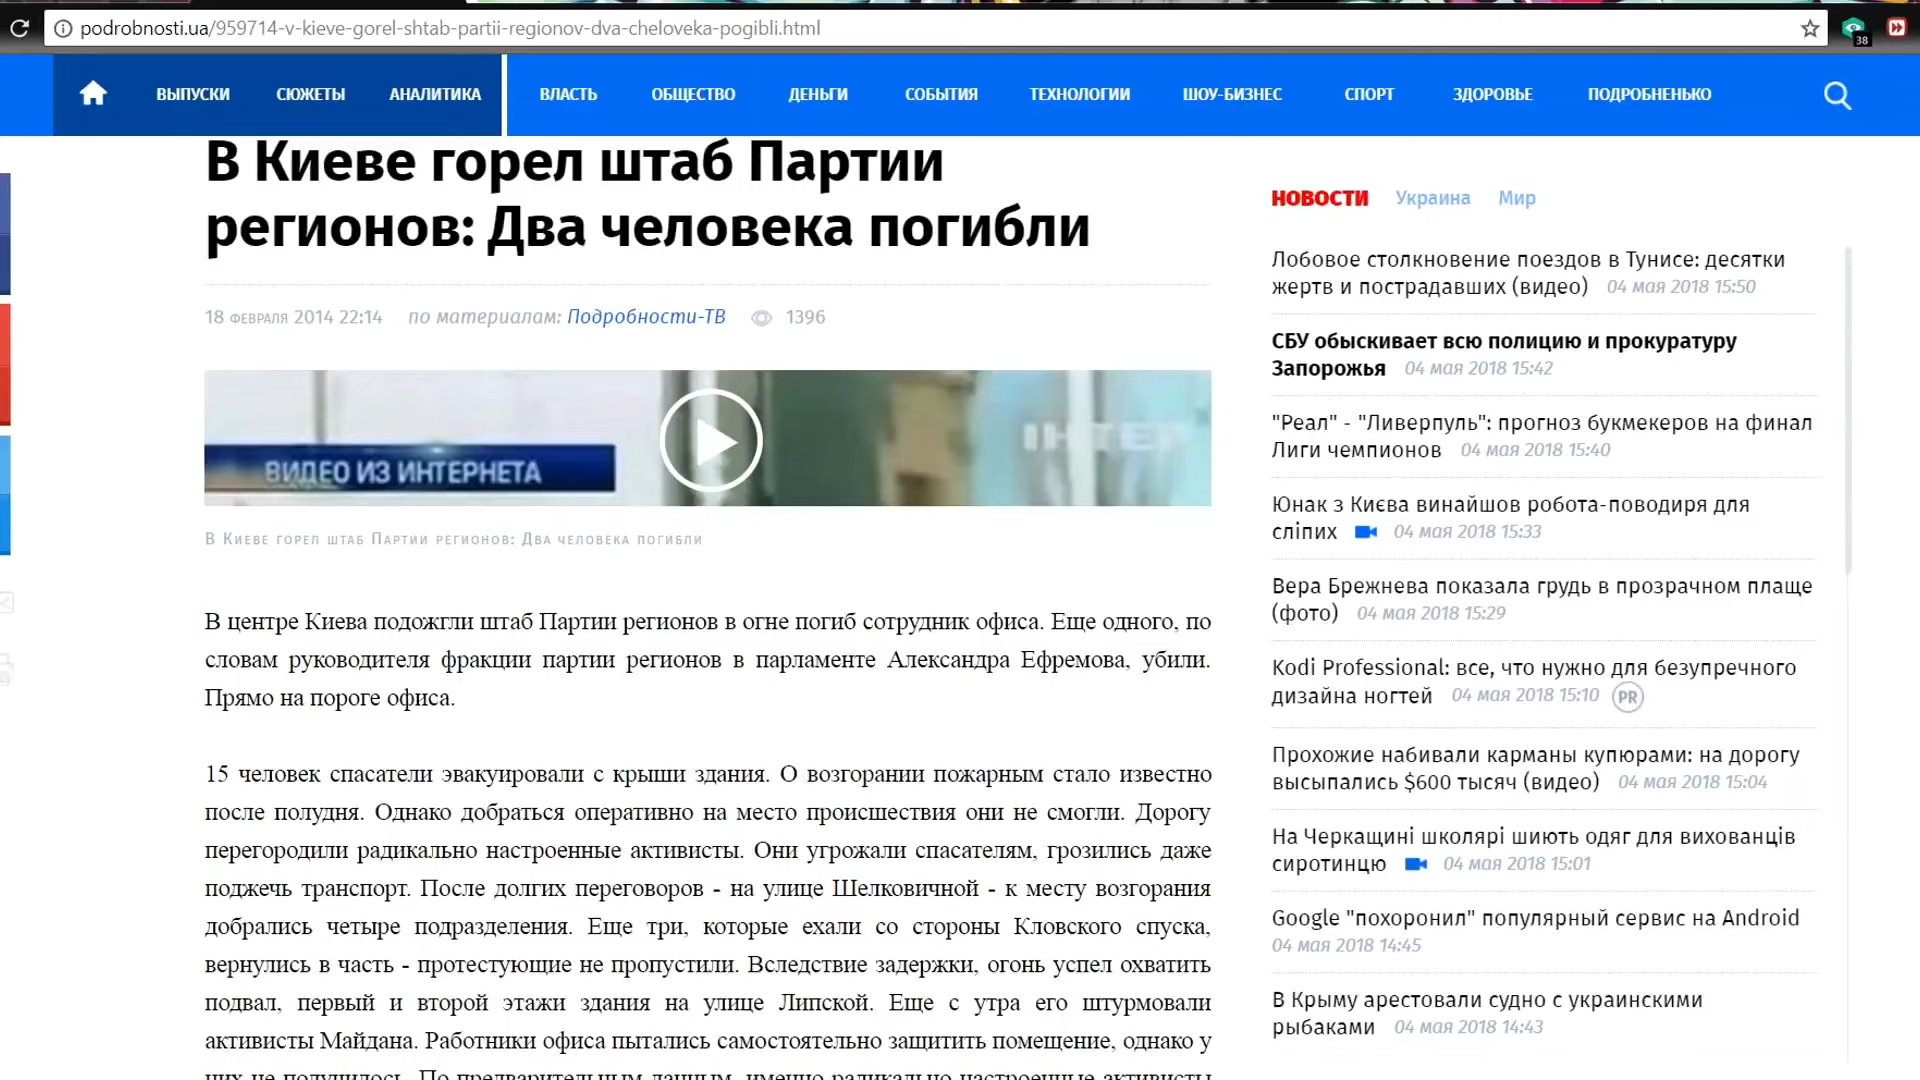 podrobnosti.ua/959714-v-kieve-gorel-shtab-partii-regionov-dva-cheloveka-pogibli.html
38
ВЫПУСКИ СЮЖЕТЫ АНАЛИТИКА ВЛАСТЬ ОБЩЕСТВО ДЕНЬГИ СОБЫТИЯ ТЕХНОЛОГИИ ШОУ-БИЗНЕС СПОРТ ЗДОРОВЬЕ ПОДРОБНЕНЬКО
В Киеве горел штаб Партии
регионов: Два человека погибли
18 ФЕВРАЛЯ 2014 22:14 по материалам: Подробности-ТВ 1396
ВИДЕО ИЗ ИНТЕРНЕТА
ІНТЕР
В Киеве горел штаб Партии регионов: Два человека погибли
В центре Киева подожгли штаб Партии регионов в огне погиб сотрудник офиса. Еще одного, по
словам руководителя фракции партии регионов в парламенте Александра Ефремова, убили.
Прямо на пороге офиса.
15 человек спасатели эвакуировали с крыши здания. О возгорании пожарным стало известно
после полудня. Однако добраться оперативно на место происшествия они не смогли. Дорогу
перегородили радикально настроенные активисты. Они угрожали спасателям, грозились даже
поджечь транспорт. После долгих переговоров - на улице Шелковичной - к месту возгорания
добрались четыре подразделения. Еще три, которые ехали со стороны Кловского спуска,
вернулись в часть - протестующие не пропустили. Вследствие задержки, огонь успел охватить
подвал, первый и второй этажи здания на улице Липской. Еще с утра его штурмовали
активисты Майдана. Работники офиса пытались самостоятельно защитить помещение, однако у
них не получилось. По предварительным данным, именно радикально настроенные активисты
НОВОСТИ Украина Мир
Лобовое столкновение поездов в Тунисе: десятки
жертв и пострадавших (видео) 04 мая 2018 15:50
СБУ обыскивает всю полицию и прокуратуру
Запорожья 04 мая 2018 15:42
"Реал" - "Ливерпуль": прогноз букмекеров на финал
Лиги чемпионов 04 мая 2018 15:40
Юнак з Києва винайшов робота-поводиря для
сліпих 04 мая 2018 15:33
Вера Брежнева показала грудь в прозрачном плаще
(фото) 04 мая 2018 15:29
Kodi Professional: все, что нужно для безупречного
дизайна ногтей 04 мая 2018 15:10 PR
Прохожие набивали карманы купюрами: на дорогу
высыпались $600 тысяч (видео) 04 мая 2018 15:04
На Черкащині школярі шиють одяг для вихованців
сиротинцю 04 мая 2018 15:01
Google "похоронил" популярный сервис на Android
04 мая 2018 14:45
В Крыму арестовали судно с украинскими
рыбаками 04 мая 2018 14:43